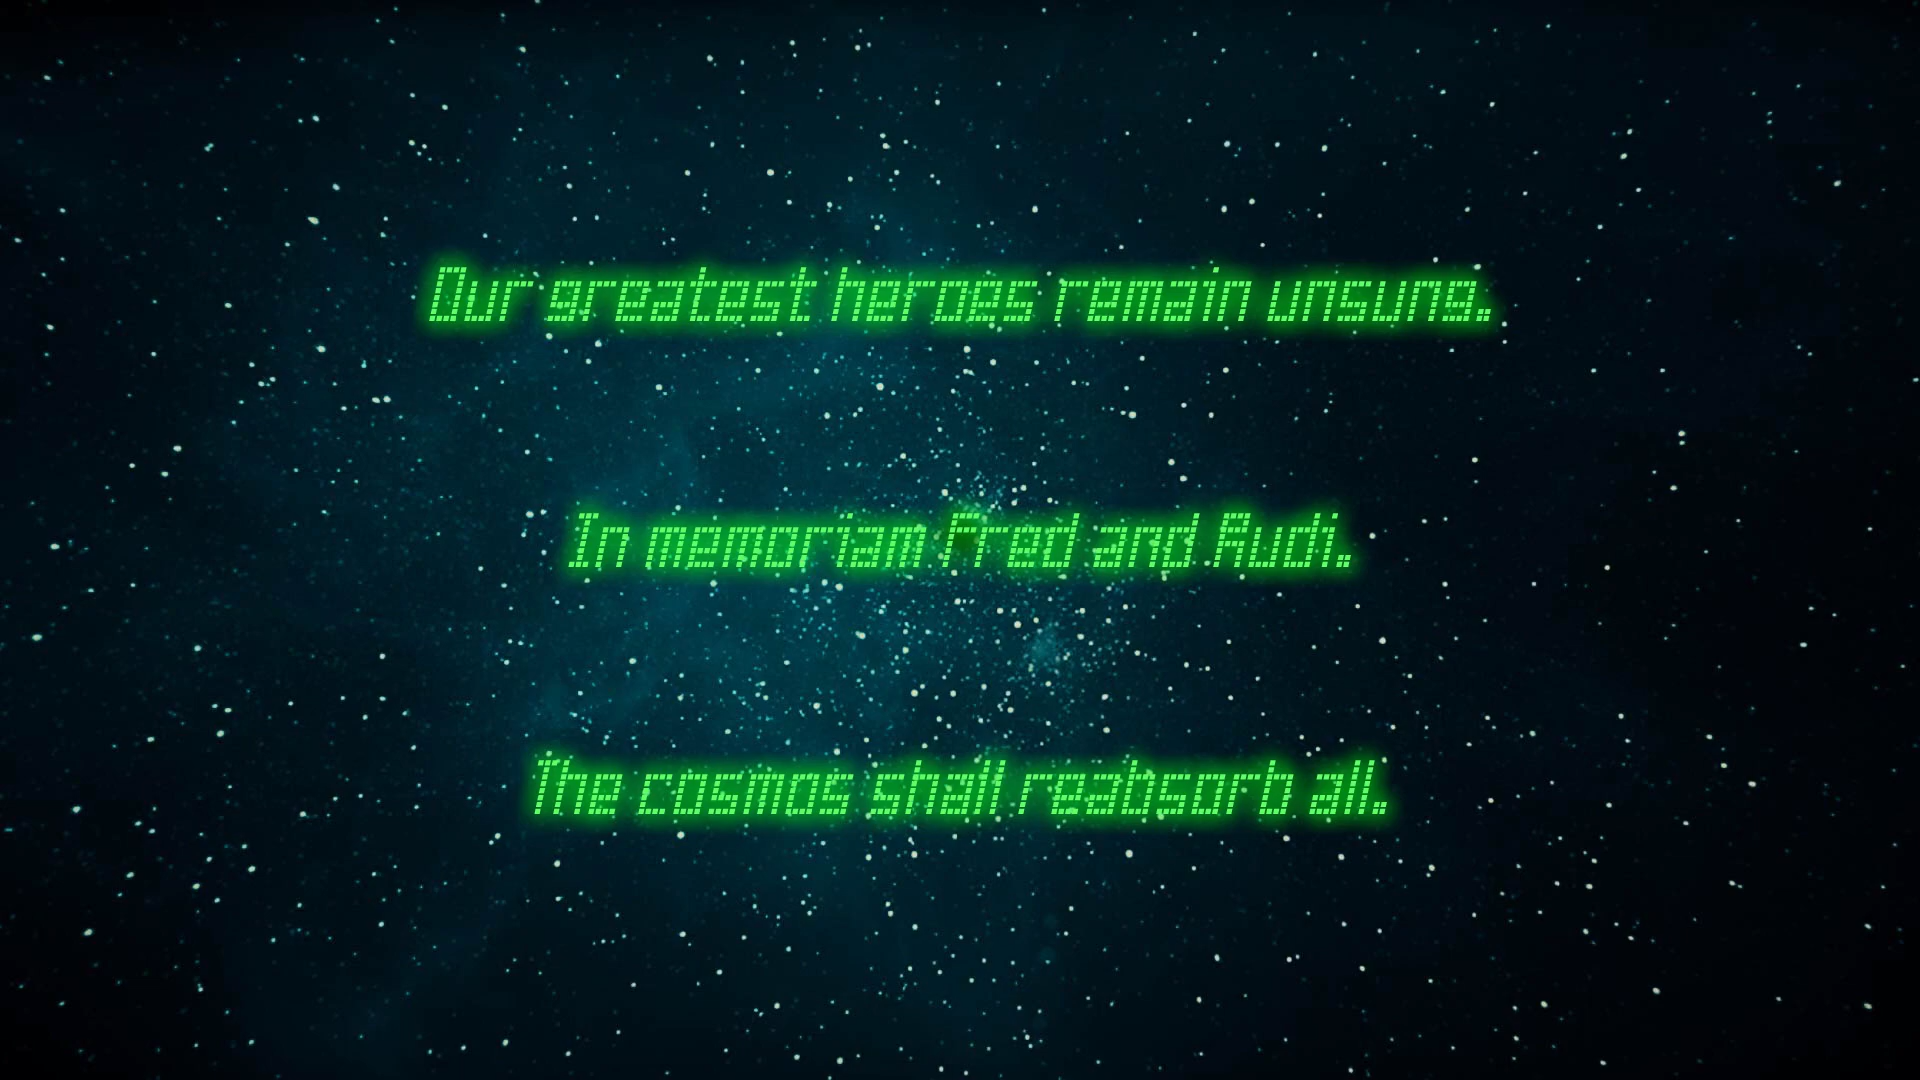 Our greatest heroes remain unsung.
In memoriam Fred and Rudi.
The cosmos shall reabsorb all.